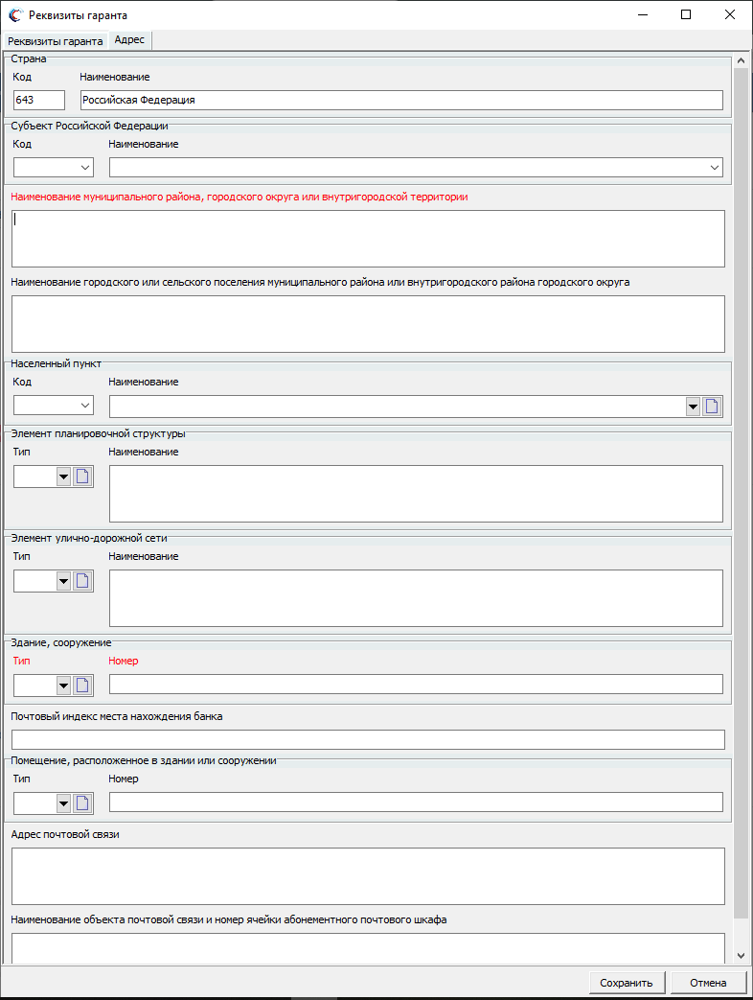 Реквизиты гаранта
Реквизиты гаранта Адрес
Страна
Код Наименование
643 Российская Федерация
Субъект Российской Федерации
Код Наименование
Наименование муниципального района, городского округа или внутригородской территории
Наименование городского или сельского поселения муниципального района или внутригородского района городского округа
Населенный пункт
Код Наименование
Элемент планировочной структуры
Тип Наименование
Элемент улично-дорожной сети
Тип Наименование
Здание, сооружение
Тип Номер
Почтовый индекс места нахождения банка
Помещение, расположенное в здании или сооружении
Тип Номер
Адрес почтовой связи
Наименование объекта почтовой связи и номер ячейки абонементного почтового шкафа
Сохранить Отмена